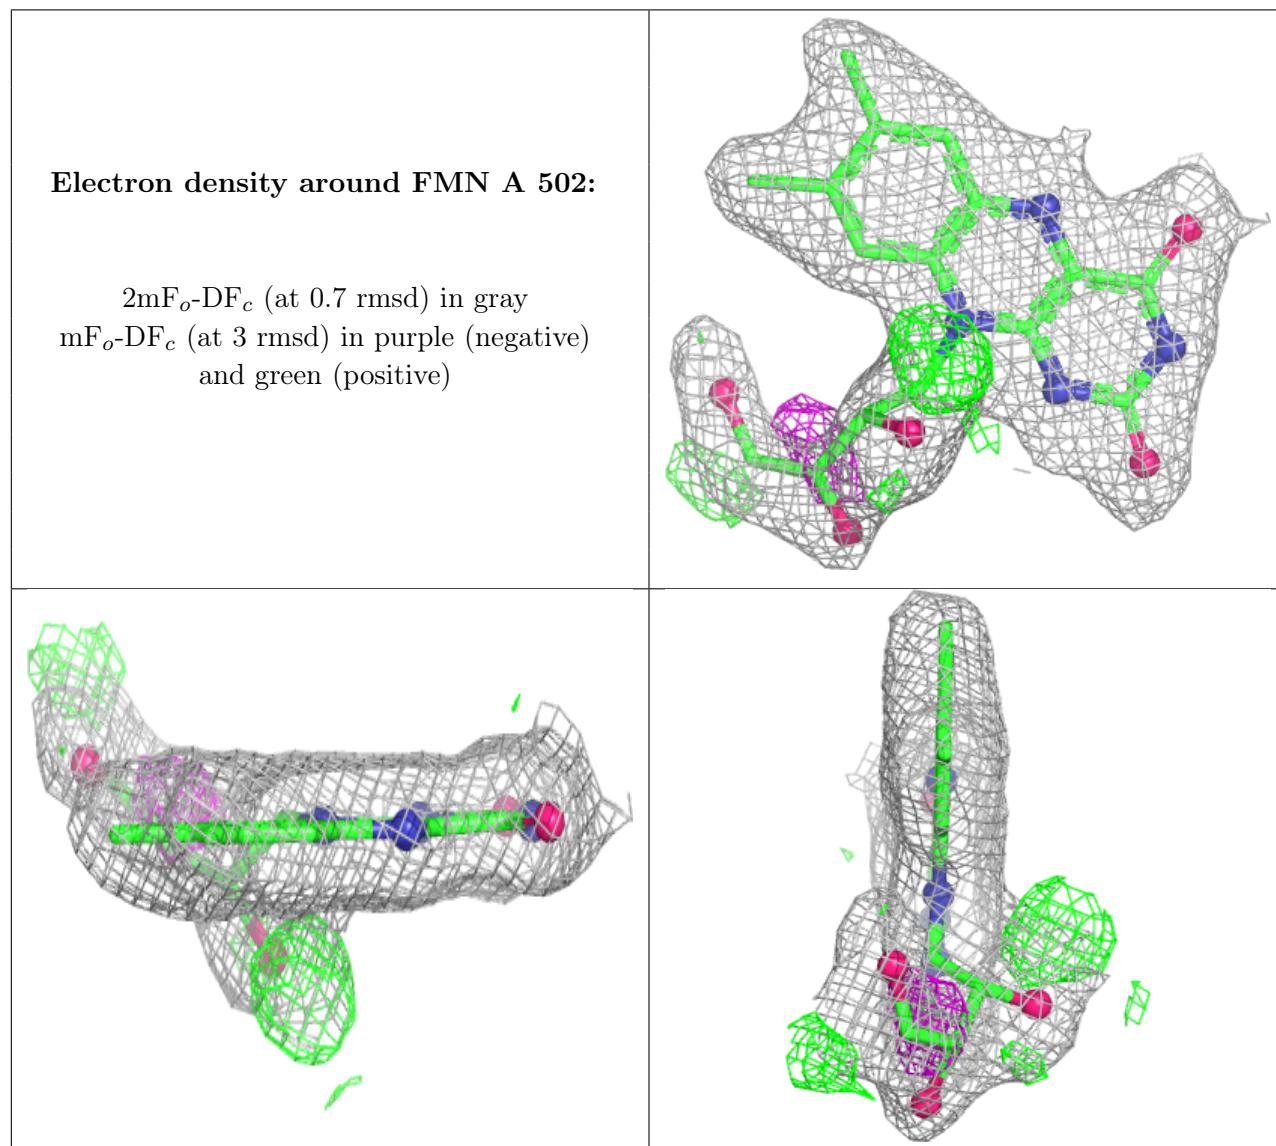 Electron density around FMN A 502:
2mFo-DFc (at 0.7 rmsd) in gray
mFo-DFc (at 3 rmsd) in purple (negative)
and green (positive)